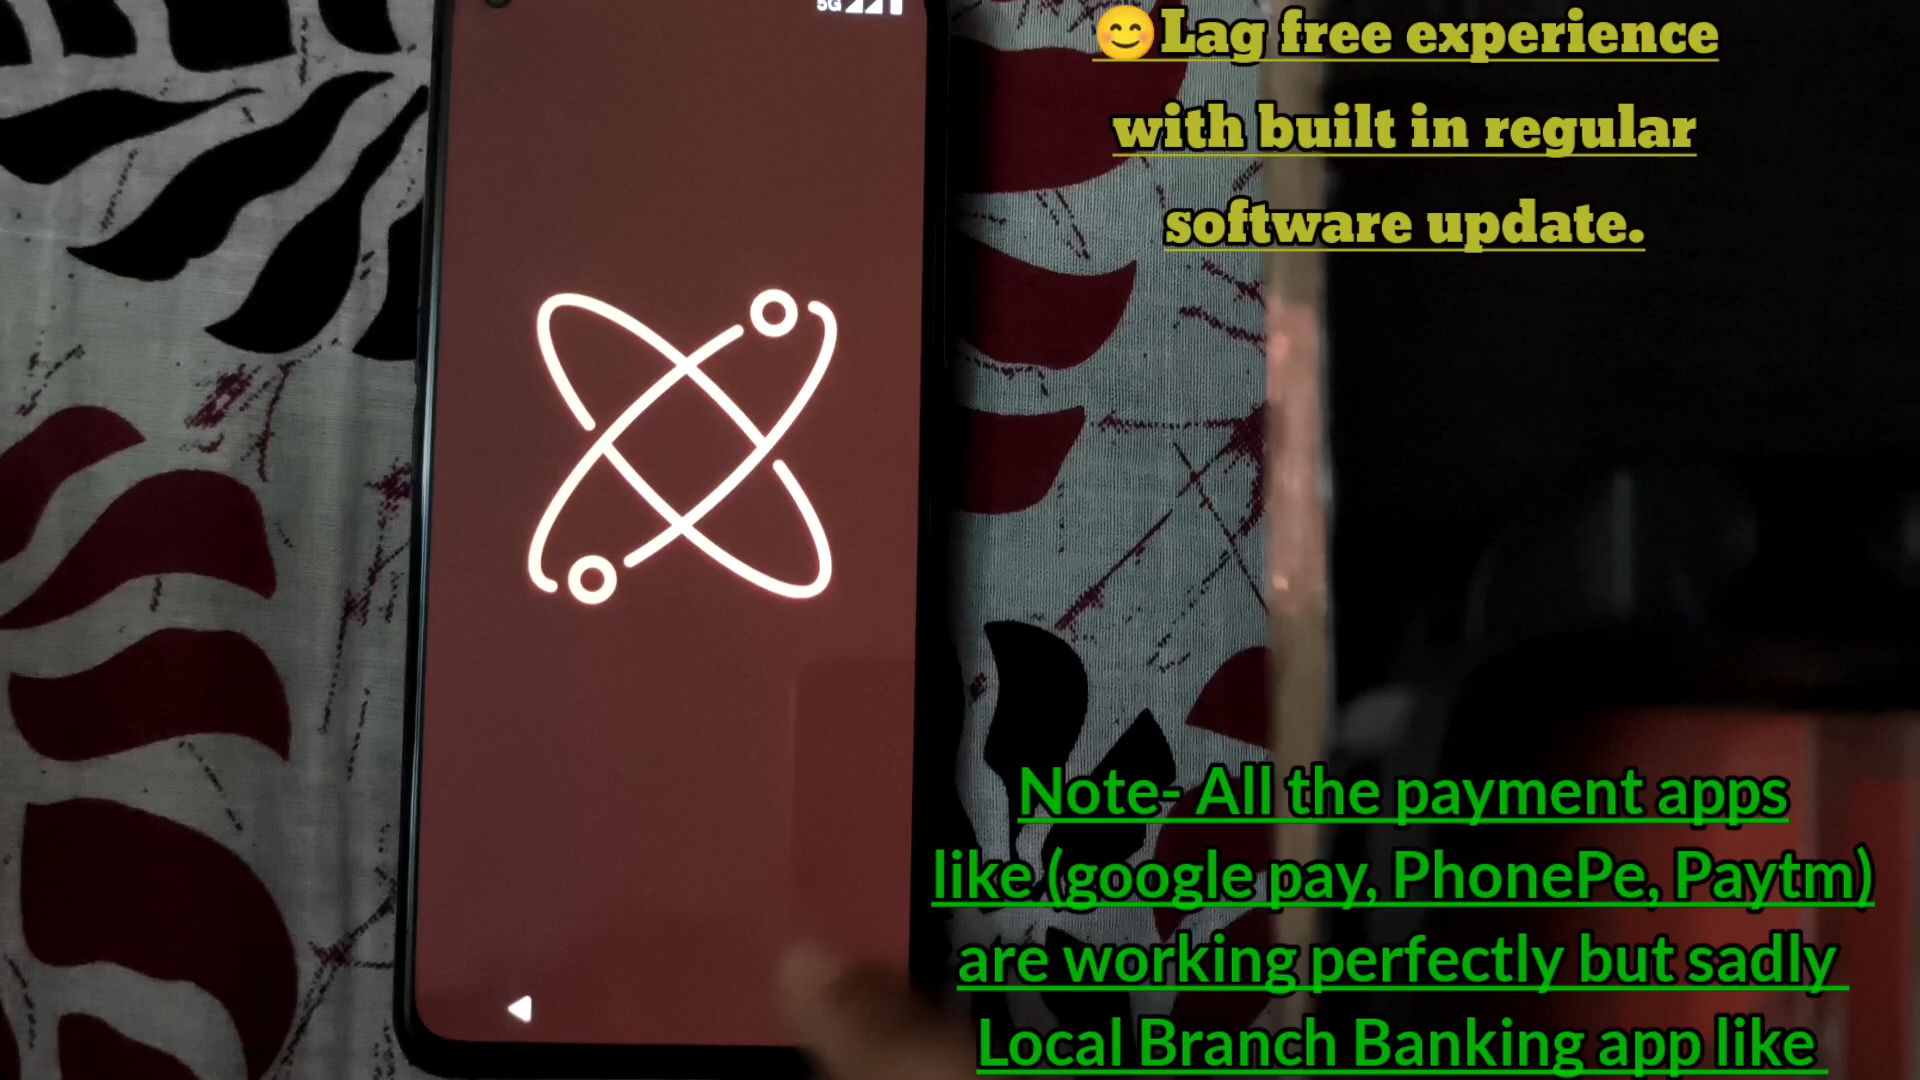 5G
😊Lag free experience
with built in regular
software update.
Note- All the payment apps
like (google pay, PhonePe, Paytm)
are working perfectly but sadly
Local Branch Banking app like